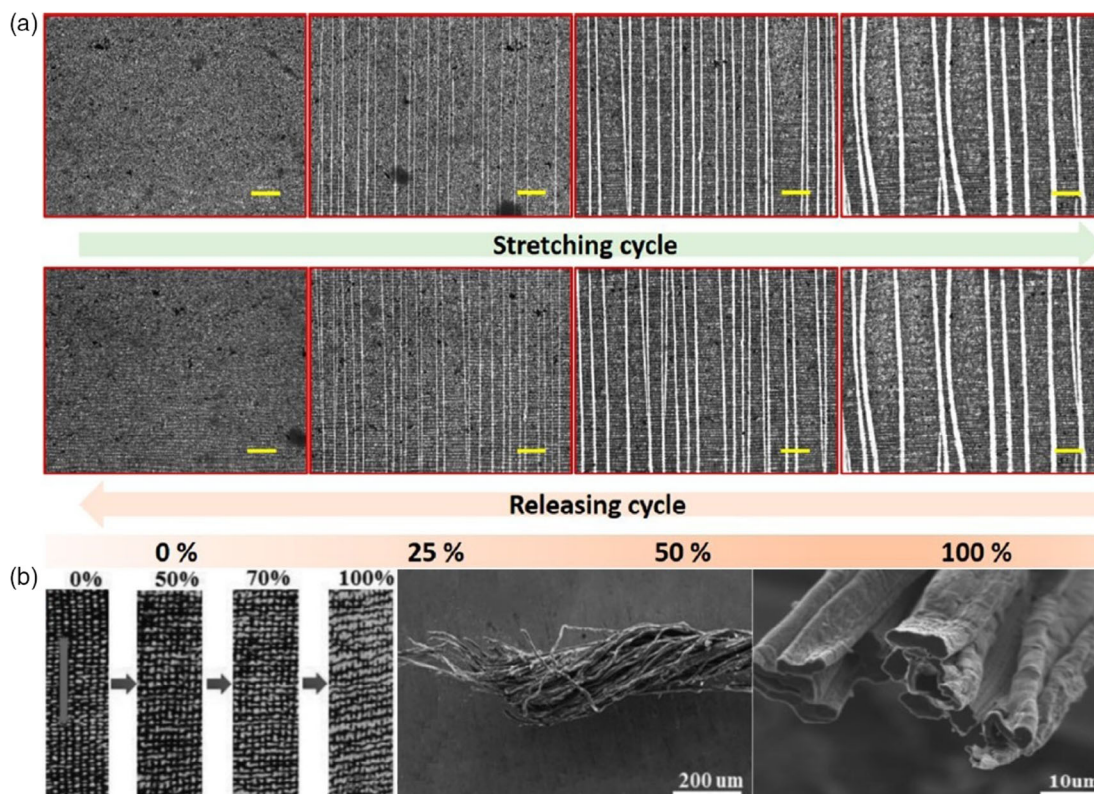 (a)
Stretching cycle
Releasing cycle
0 % 25 % 50 % 100 %
(b)
0% 50% 70% 100%
200 um
10um